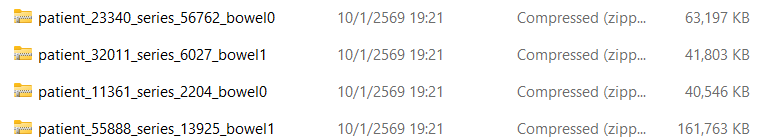 patient_23340_series_56762_bowel0 10/1/2569 19:21 Compressed (zipp... 63,197 KB
patient_32011_series_6027_bowel1 10/1/2569 19:21 Compressed (zipp... 41,803 KB
patient_11361_series_2204_bowel0 10/1/2569 19:21 Compressed (zipp... 40,546 KB
patient_55888_series_13925_bowel1 10/1/2569 19:21 Compressed (zipp... 161,763 KB